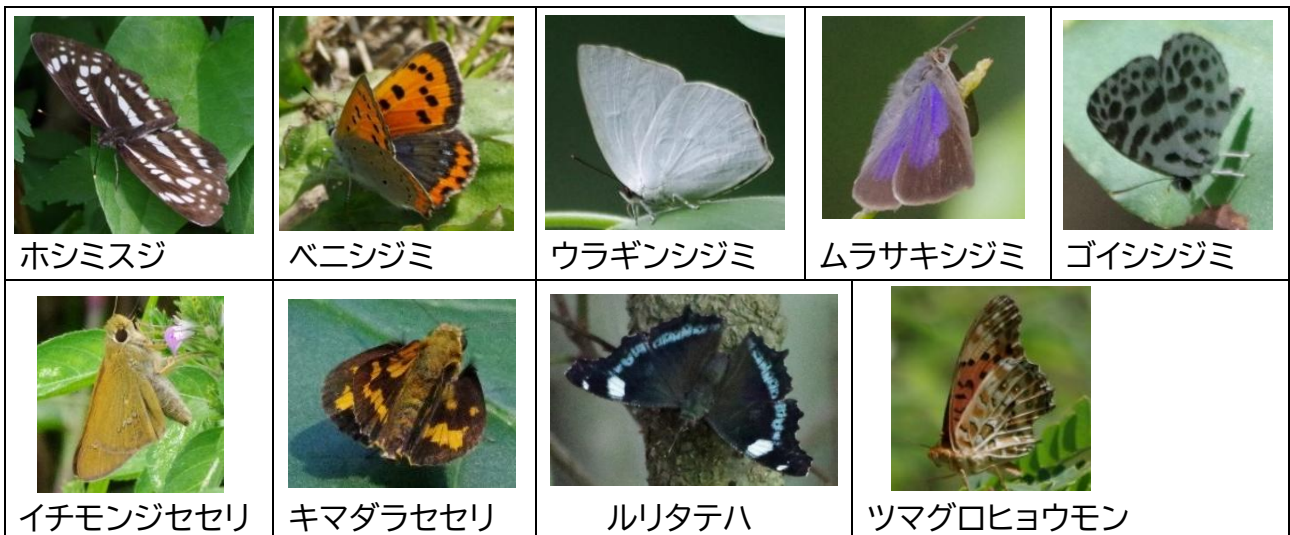 ホシミスジ
ベニシジミ
ウラギンシジミ
ムラサキシジミ
ゴイシシジミ
イチモンジセセリ
キマダラセセリ
ルリタテハ
ツマグロヒョウモン